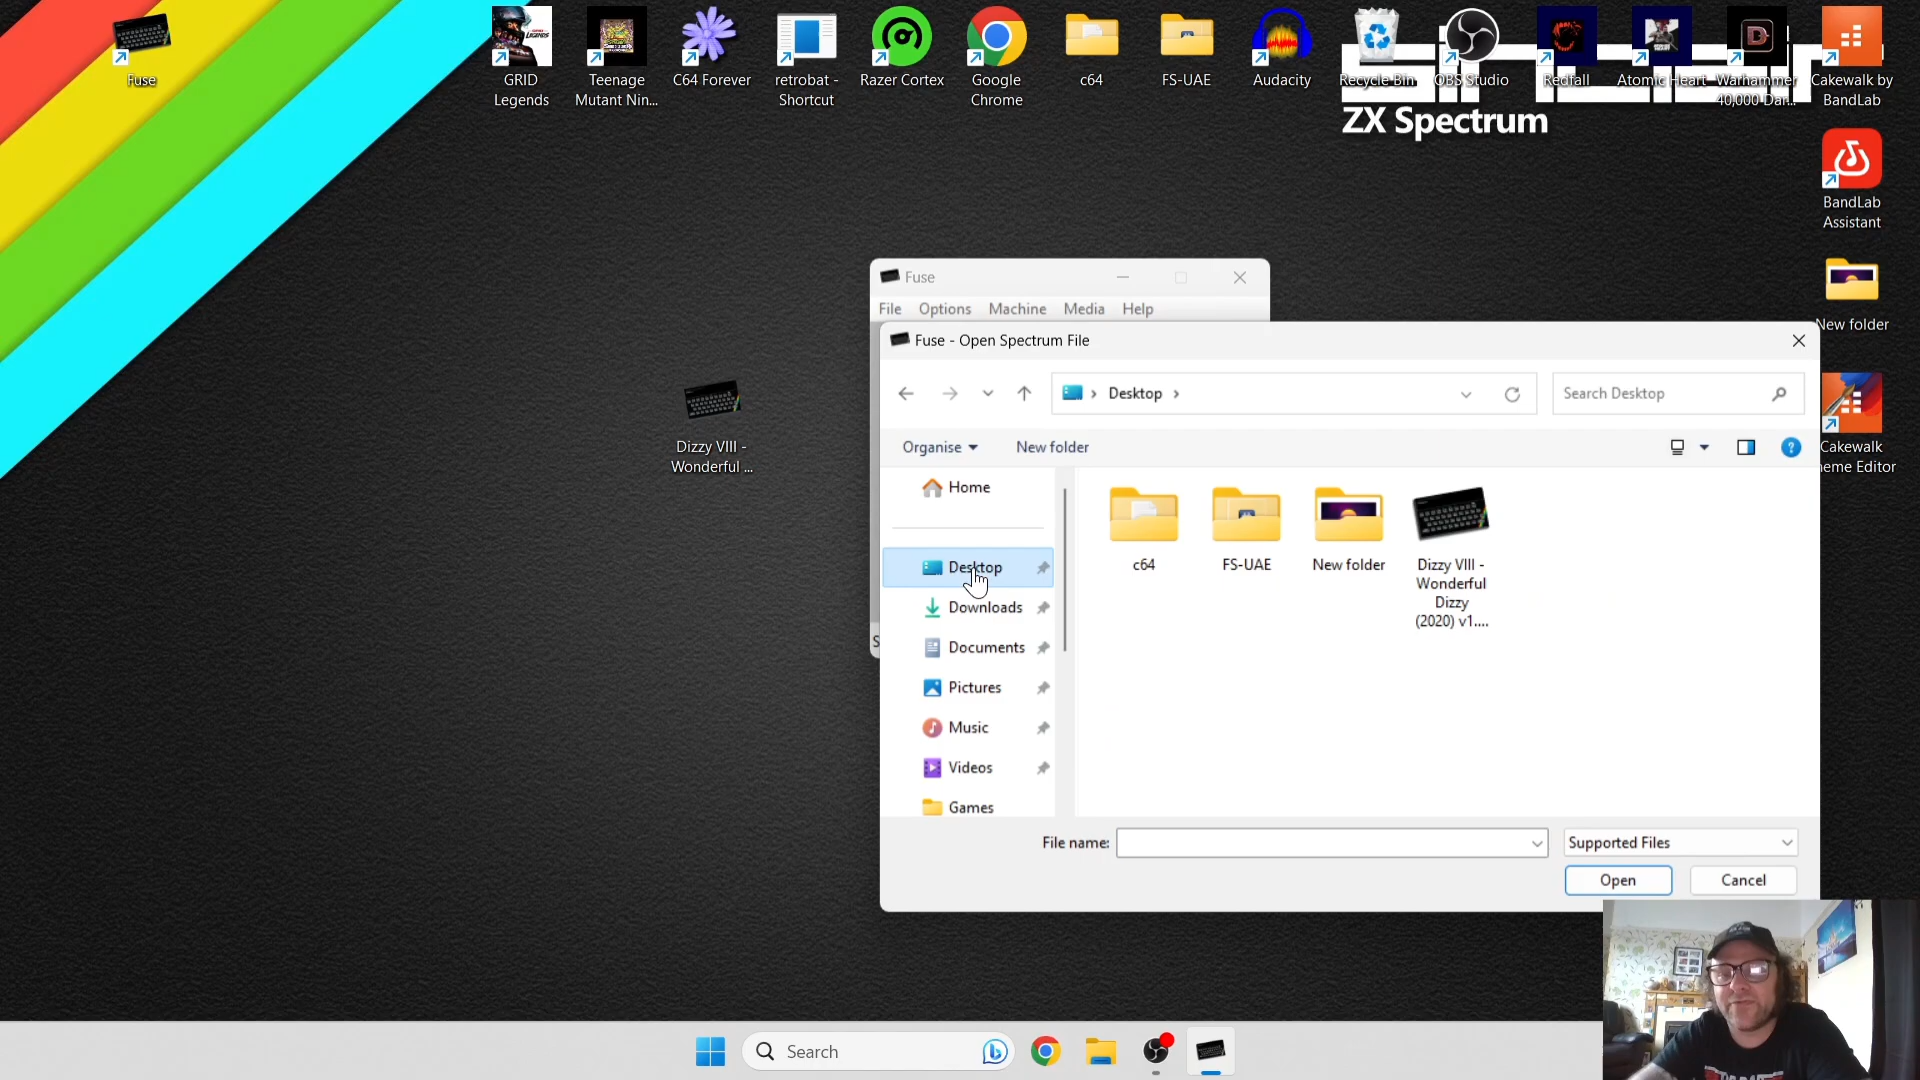 Fuse
GRID
Legends
Teenage
Mutant Nin...
C64 Forever
retrobat -
Shortcut
Razer Cortex
Google
Chrome
c64
FS-UAE
Audacity
Recycle Bin
OBS Studio
Redfall
Atomic Heart
Warhammer
40,000 Dar...
Cakewalk by
BandLab
ZX Spectrum
BandLab
Assistant
New folder
Cakewalk
eme Editor
Dizzy VIII -
Wonderful ...
Fuse
File Options Machine Media Help
Fuse - Open Spectrum File
Desktop
Search Desktop
Organise New folder
Home
Desktop
Downloads
Documents
Pictures
Music
Videos
Games
c64
FS-UAE
New folder
Dizzy VIII -
Wonderful
Dizzy
(2020) v1....
S
File name:
Supported Files
Open Cancel
Search